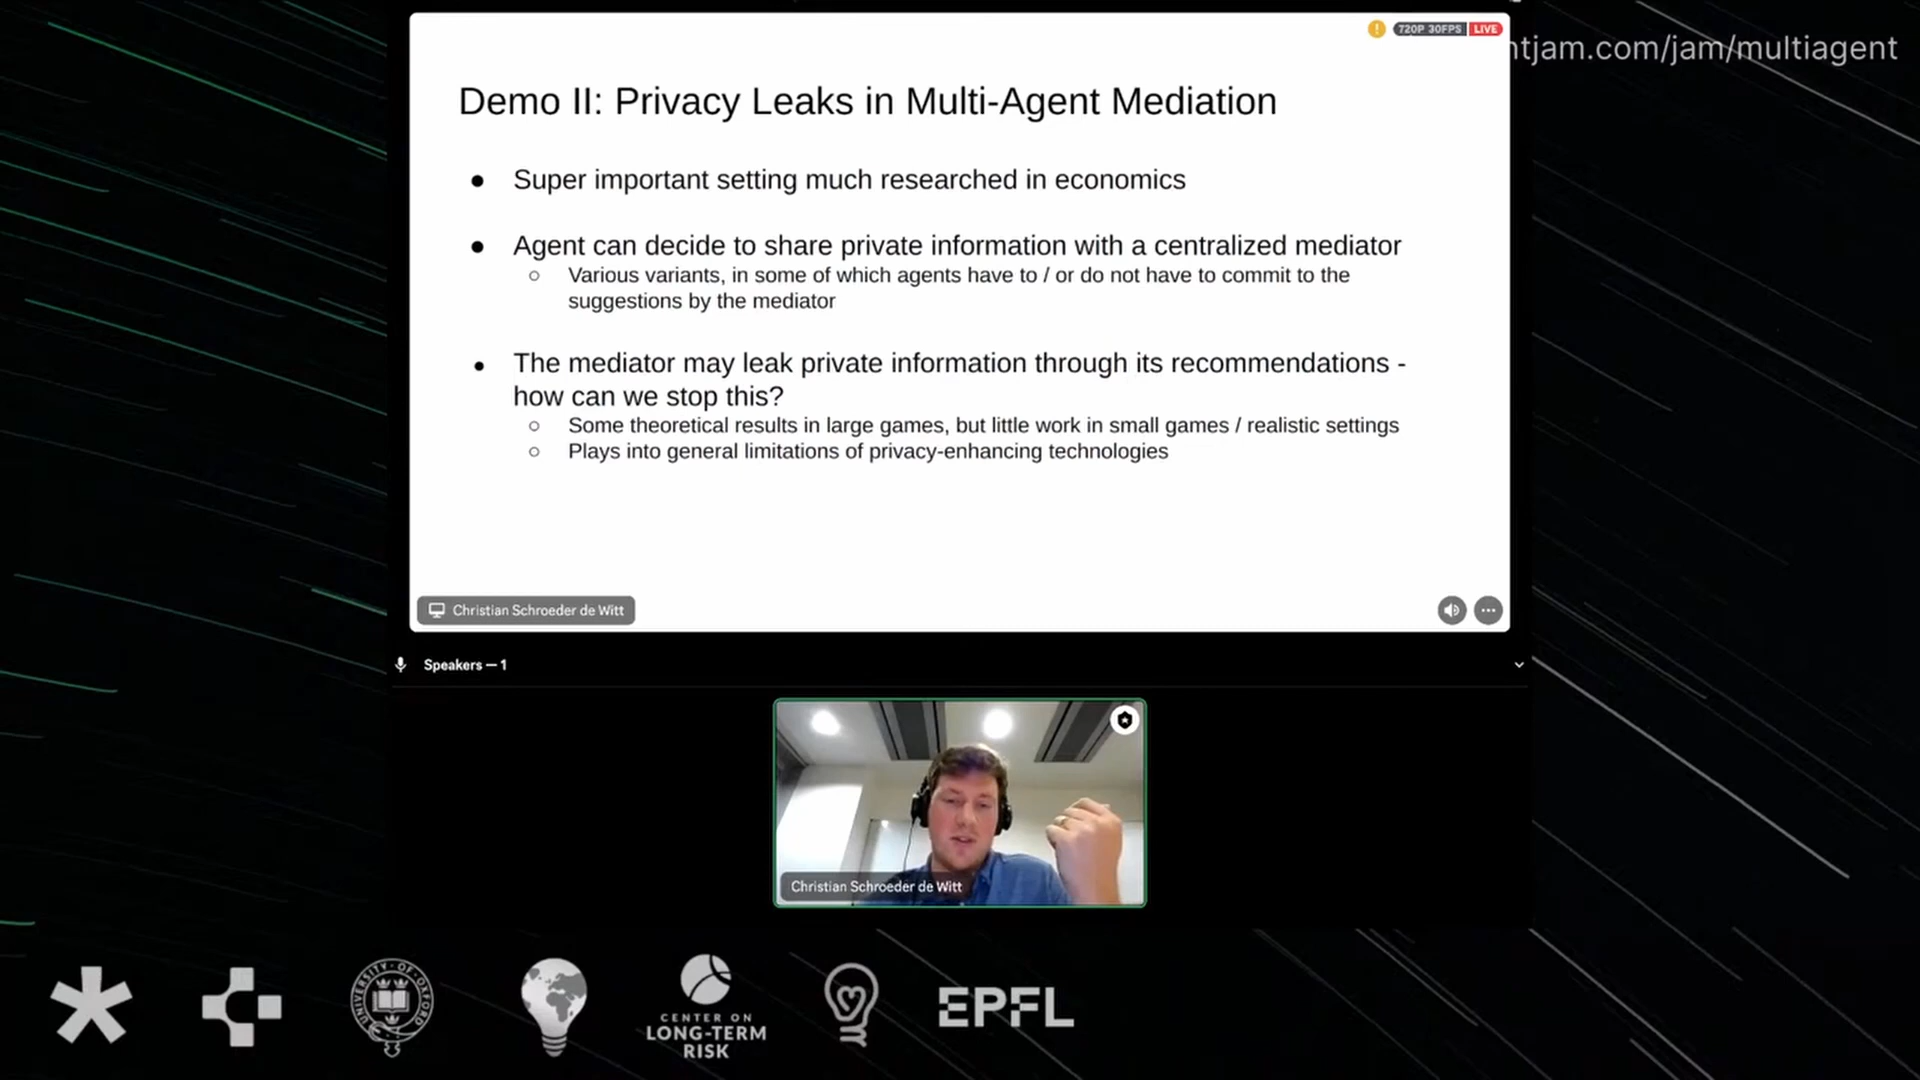 720P 30FPS LIVE
ntjam.com/jam/multiagent
Demo II: Privacy Leaks in Multi-Agent Mediation
● Super important setting much researched in economics
● Agent can decide to share private information with a centralized mediator
○ Various variants, in some of which agents have to / or do not have to commit to the
suggestions by the mediator
● The mediator may leak private information through its recommendations -
how can we stop this?
○ Some theoretical results in large games, but little work in small games / realistic settings
○ Plays into general limitations of privacy-enhancing technologies
Christian Schroeder de Witt
Speakers — 1
Christian Schroeder de Witt
UNIVERSITY OF OXFORD
CENTER ON
LONG-TERM
RISK
EPFL